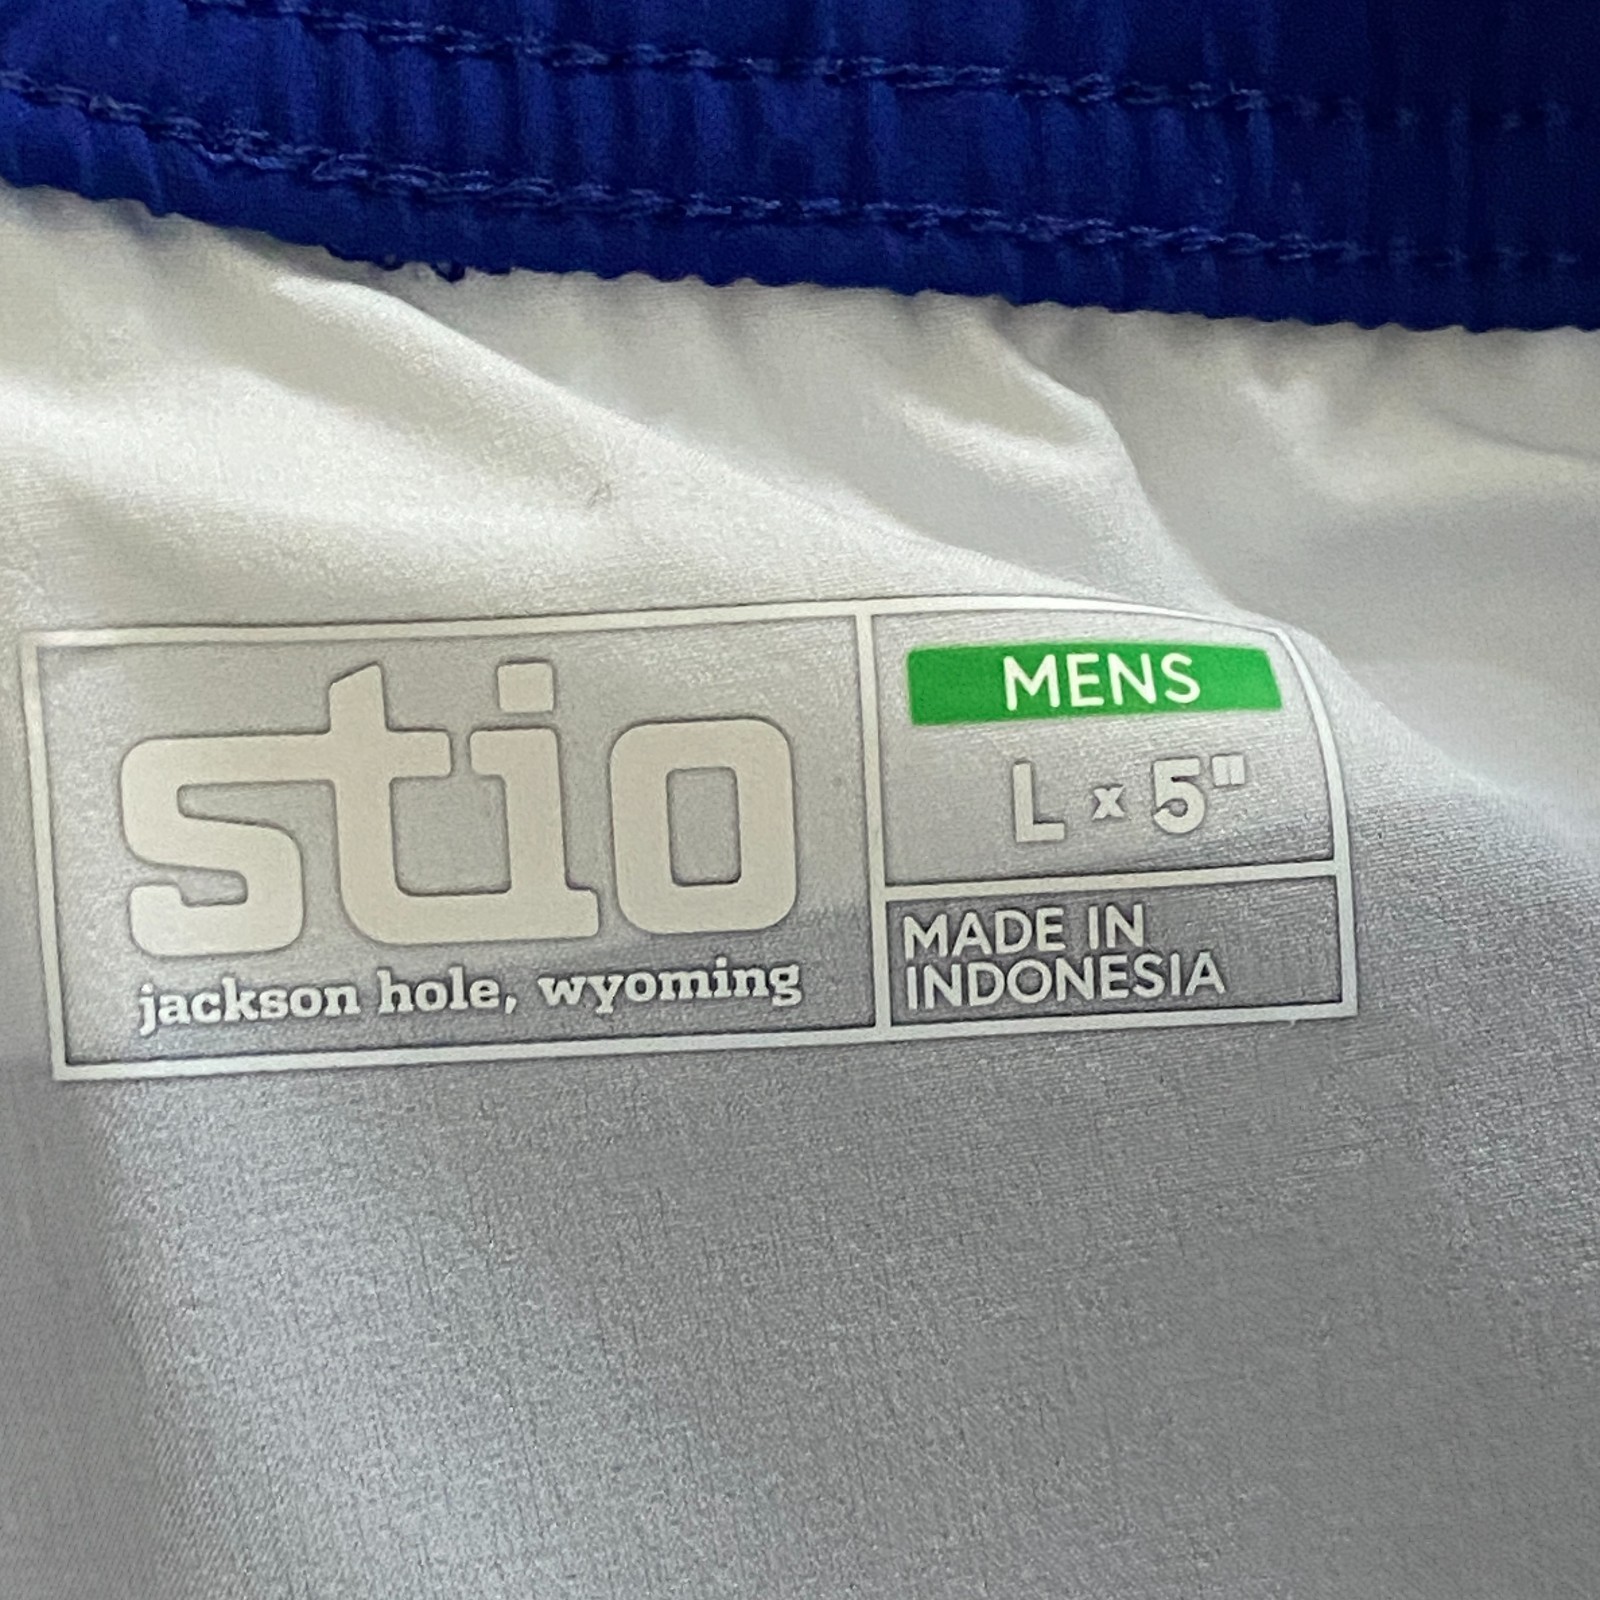 stio
jackson hole, wyoming
MENS
L x 5"
MADE IN
INDONESIA